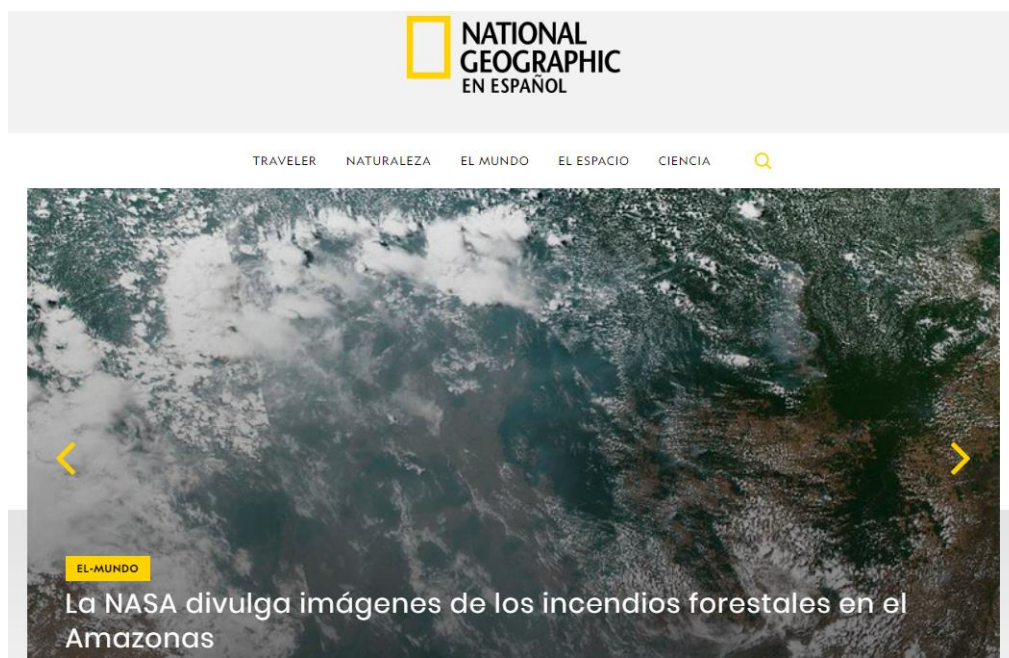 NATIONAL
GEOGRAPHIC
EN ESPAÑOL
TRAVELER NATURALEZA EL MUNDO EL ESPACIO CIENCIA
EL-MUNDO
La NASA divulga imágenes de los incendios forestales en el
Amazonas